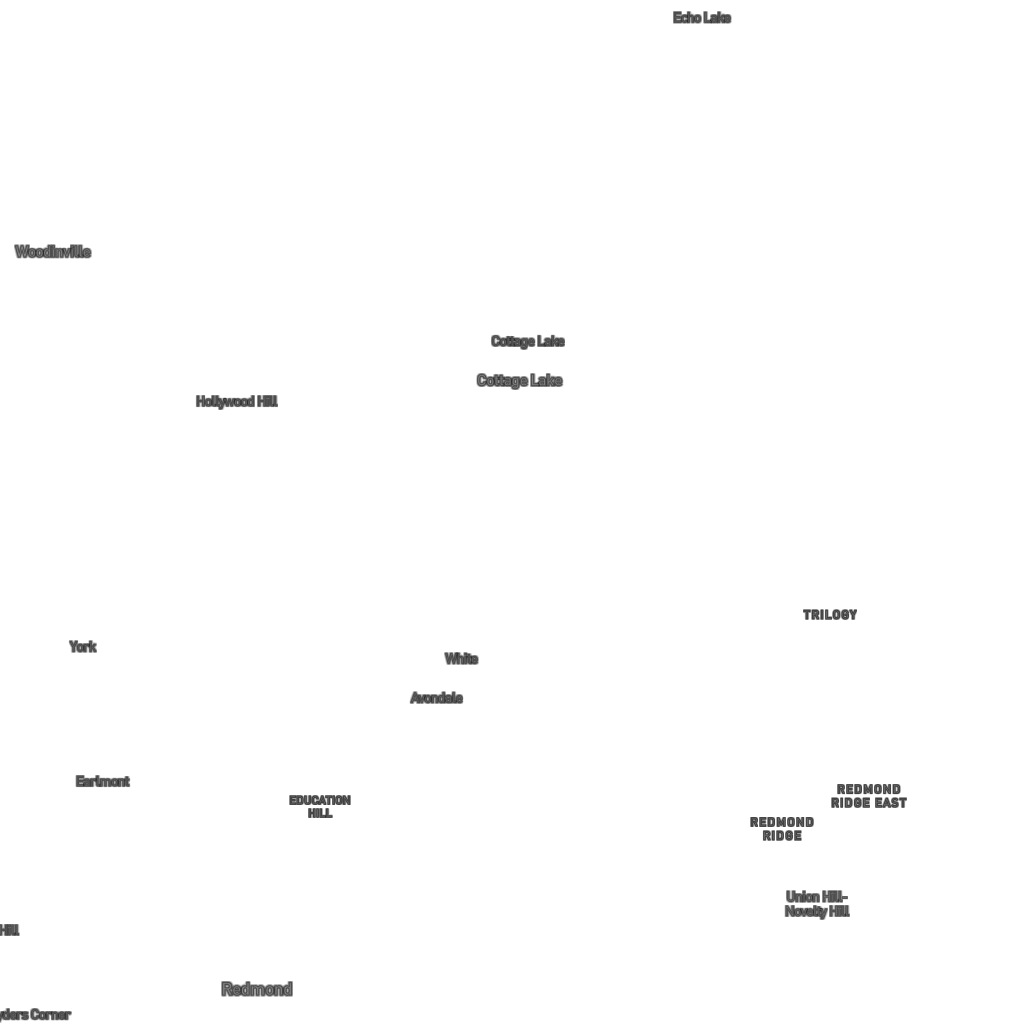 Echo Lake
Woodinville
Cottage Lake
Cottage Lake
Hollywood Hill
TRILOGY
York
White
Avondale
Earlmont
REDMOND
RIDGE EAST
EDUCATION
HILL
REDMOND
RIDGE
Union Hill-
Novelty Hill
Hill
Redmond
yders Corner